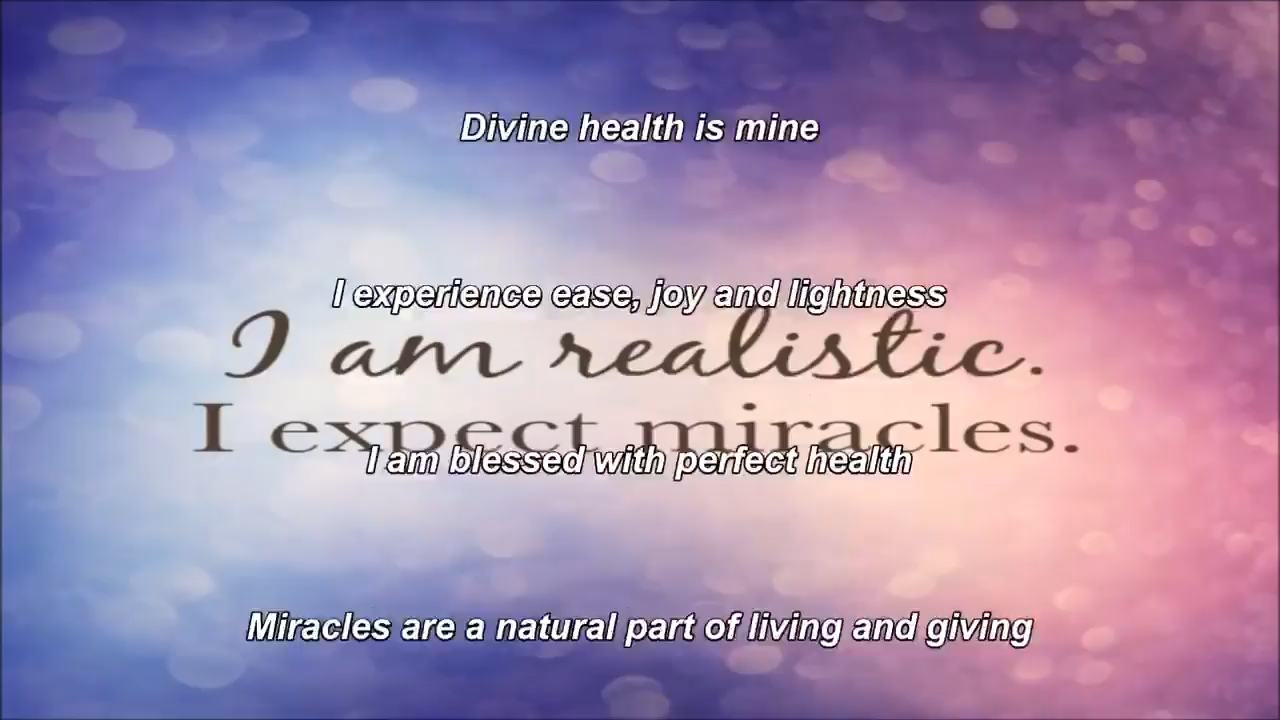 Divine health is mine
I experience ease, joy and lightness
I am realistic.
I expect miracles.
I am blessed with perfect health
Miracles are a natural part of living and giving